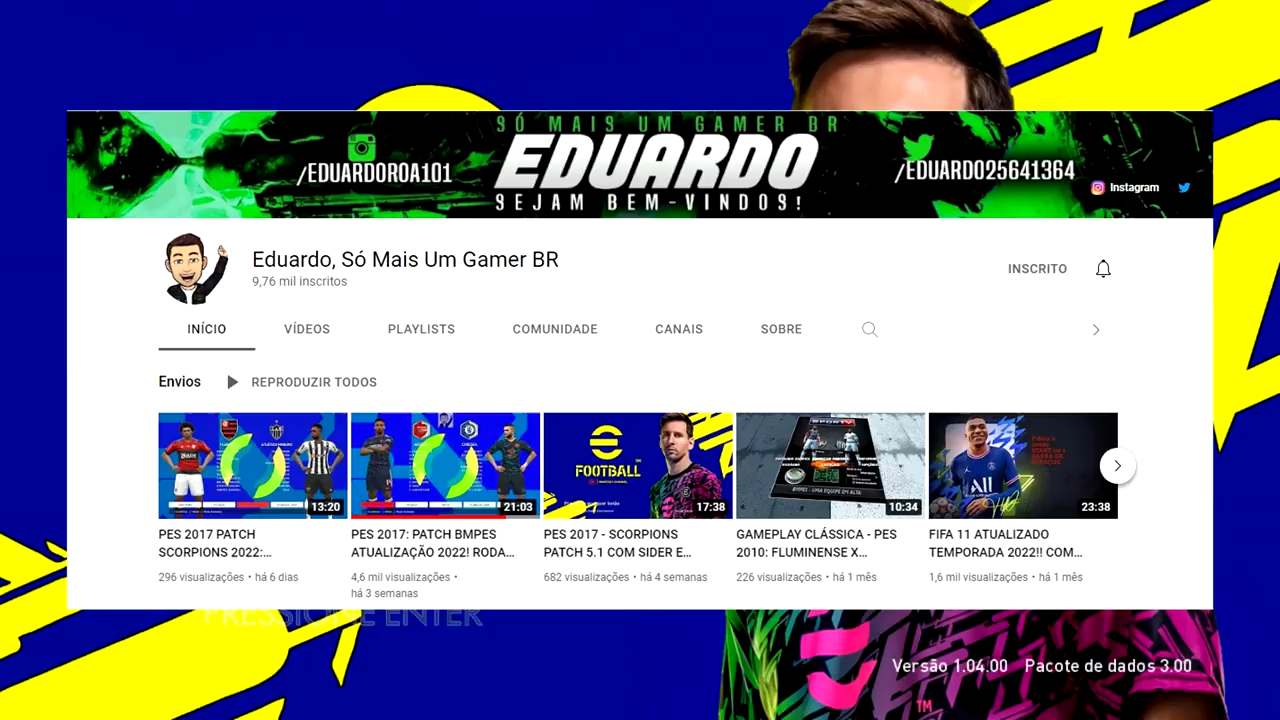 SÓ MAIS UM GAMER BR
/EDUARDOROA101
EDUARDO
/EDUARDO25641364
SEJAM BEM-VINDOS!
Instagram
Eduardo, Só Mais Um Gamer BR
9,76 mil inscritos
INSCRITO
INÍCIO
VÍDEOS
PLAYLISTS
COMUNIDADE
CANAIS
SOBRE
Envios
REPRODUZIR TODOS
13:20
21:03
FOOTBALL
17:38
10:34
23:38
PES 2017 PATCH
SCORPIONS 2022:...
296 visualizações • há 6 dias
PES 2017: PATCH BMPES
ATUALIZAÇÃO 2022! RODA...
4,6 mil visualizações •
há 3 semanas
PES 2017 - SCORPIONS
PATCH 5.1 COM SIDER E...
682 visualizações • há 4 semanas
GAMEPLAY CLÁSSICA - PES
2010: FLUMINENSE X...
226 visualizações • há 1 mês
FIFA 11 ATUALIZADO
TEMPORADA 2022!! COM...
1,6 mil visualizações • há 1 mês
PRESSIONE ENTER
Versão 1.04.00 Pacote de dados 3.00
TM